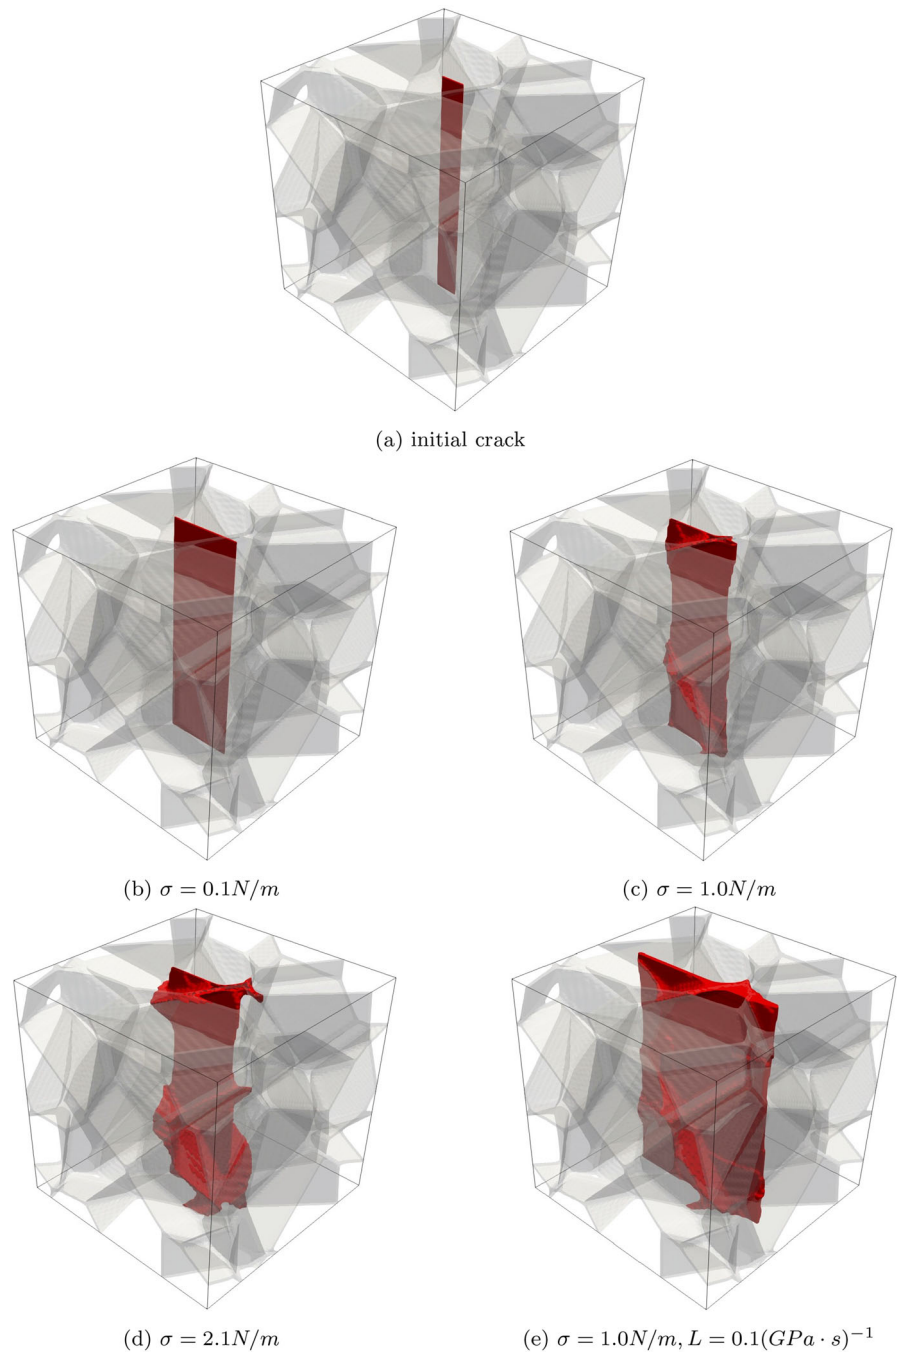 (a) initial crack
(b) σ = 0.1N/m
(c) σ = 1.0N/m
(d) σ = 2.1N/m
(e) σ = 1.0N/m, L = 0.1(GPa · s)⁻¹